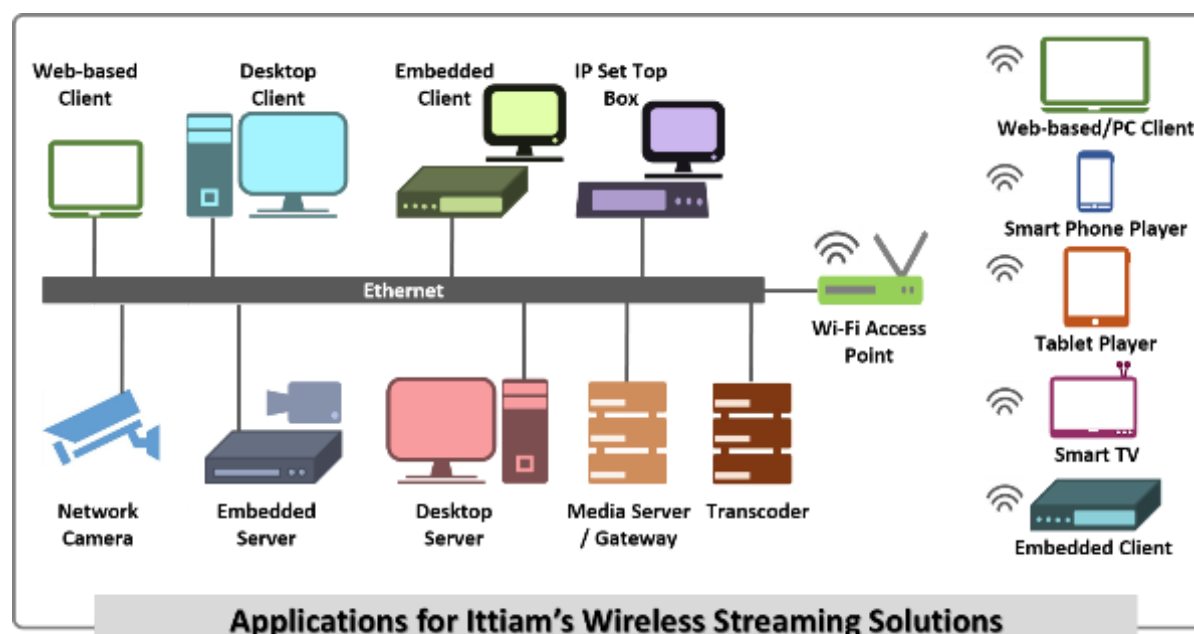 Web-based
Client
Desktop
Client
Embedded
Client
IP Set Top
Box
Web-based/PC Client
Smart Phone Player
Ethernet
Wi-Fi Access
Point
Tablet Player
Smart TV
Network
Camera
Embedded
Server
Desktop
Server
Media Server
/ Gateway
Transcoder
Embedded Client
Applications for Ittiam's Wireless Streaming Solutions